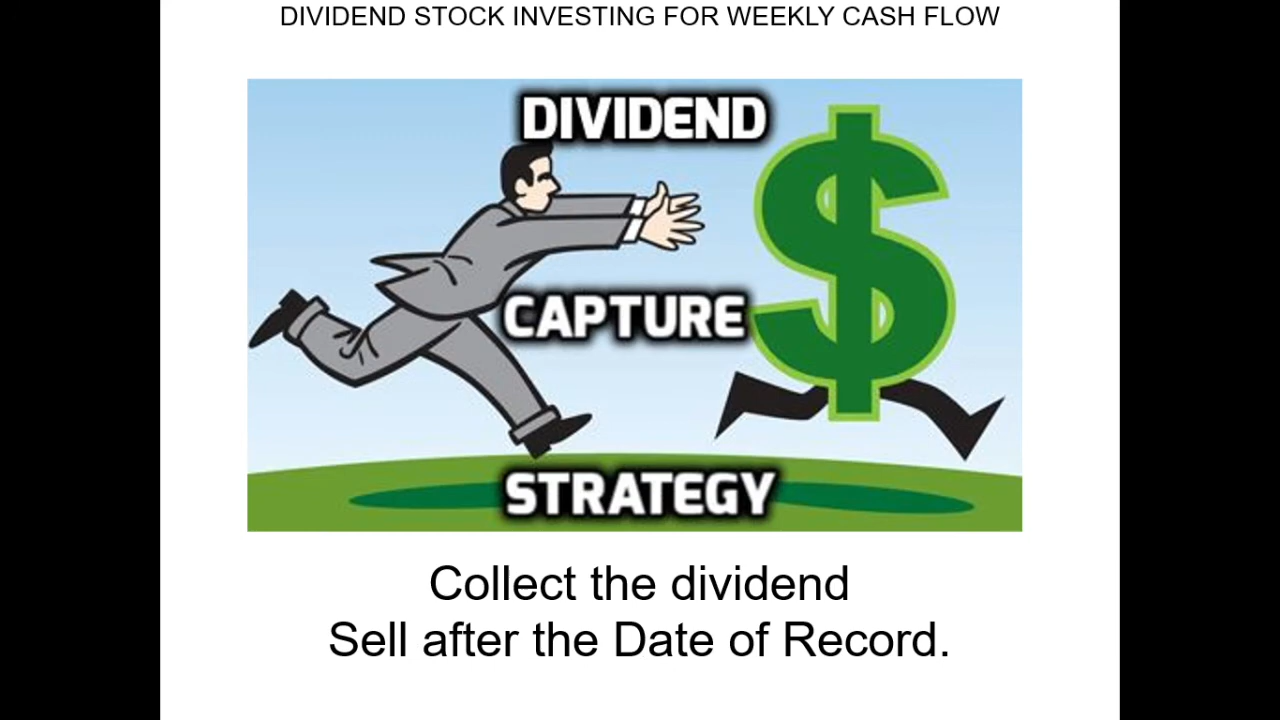 DIVIDEND STOCK INVESTING FOR WEEKLY CASH FLOW
DIVIDEND
CAPTURE
STRATEGY
Collect the dividend
Sell after the Date of Record.